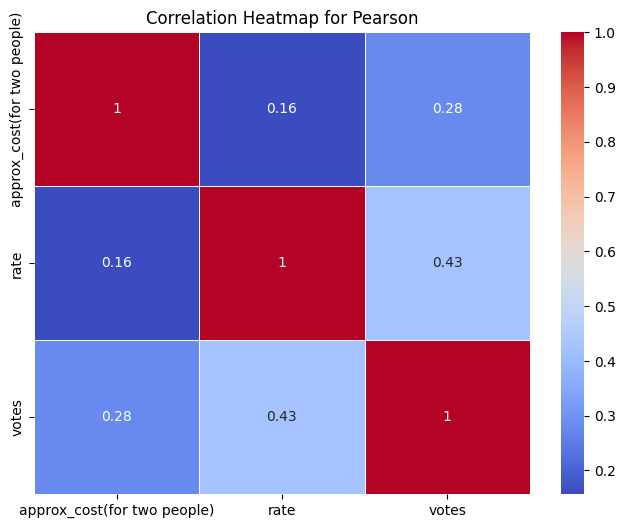 Correlation Heatmap for Pearson
approx_cost(for two people)
rate
votes
1 0.16 0.28
0.16 1 0.43
0.28 0.43 1
approx_cost(for two people) rate votes
1.0
0.9
0.8
0.7
0.6
0.5
0.4
0.3
0.2